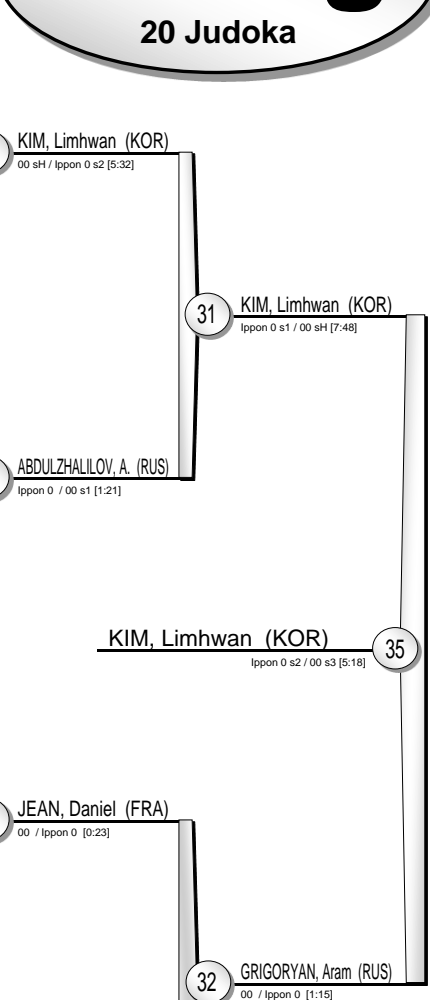 20 Judoka
KIM, Limhwan (KOR)
00 sH / Ippon 0 s2 [5:32]
31
KIM, Limhwan (KOR)
Ippon 0 s1 / 00 sH [7:48]
ABDULZHALILOV, A. (RUS)
Ippon 0 / 00 s1 [1:21]
KIM, Limhwan (KOR)
35
Ippon 0 s2 / 00 s3 [5:18]
JEAN, Daniel (FRA)
00 / Ippon 0 [0:23]
32
GRIGORYAN, Aram (RUS)
00 / Ippon 0 [1:15]